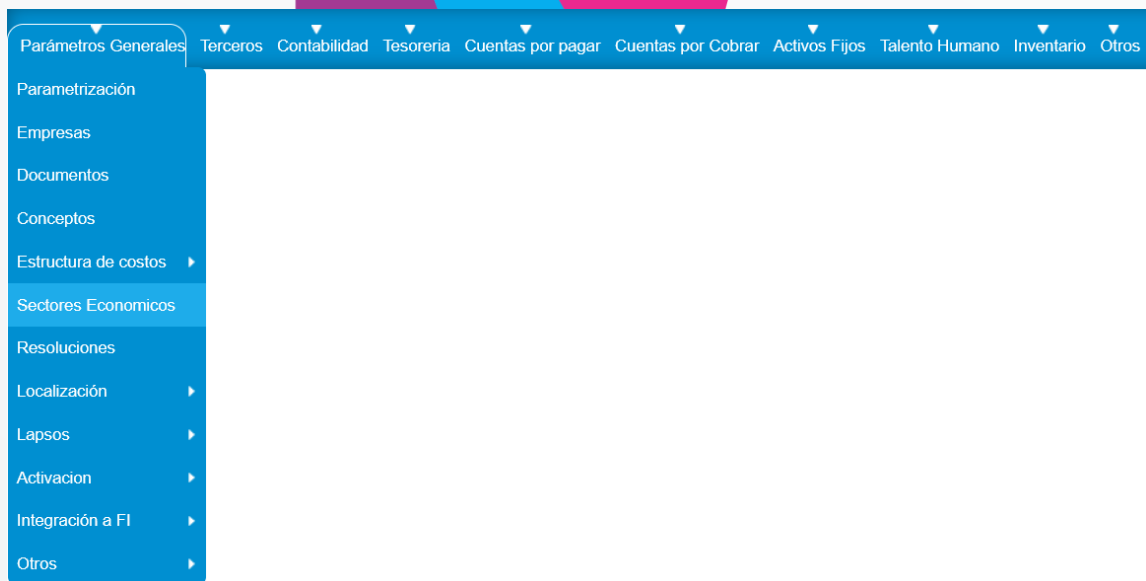 Parámetros Generales Terceros Contabilidad Tesoreria Cuentas por pagar Cuentas por Cobrar Activos Fijos Talento Humano Inventario Otros
Parametrización
Empresas
Documentos
Conceptos
Estructura de costos
Sectores Economicos
Resoluciones
Localización
Lapsos
Activacion
Integración a FI
Otros